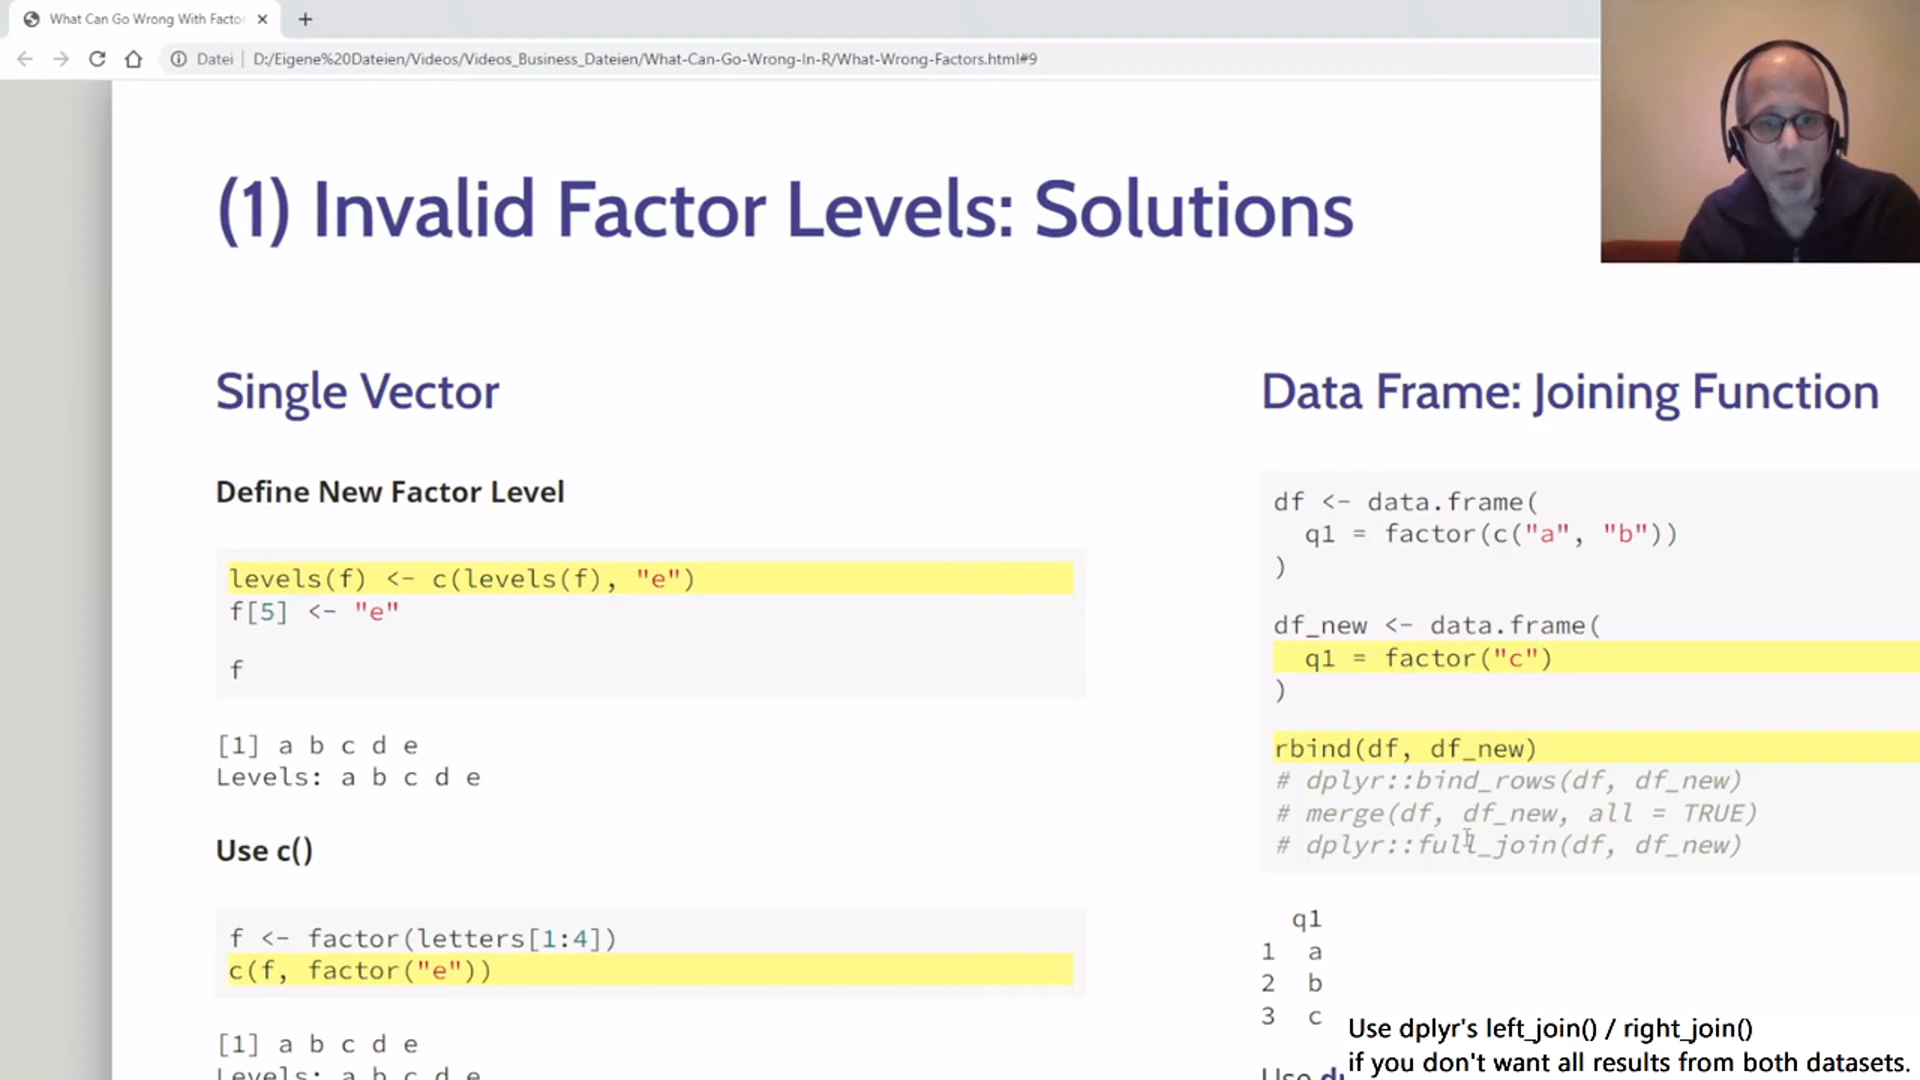 What Can Go Wrong With Factor
Datei
D:/Eigene%20Dateien/Videos/Videos_Business_Dateien/What-Can-Go-Wrong-In-R/What-Wrong-Factors.html#9
(1) Invalid Factor Levels: Solutions
Single Vector
Define New Factor Level
levels(f) <- c(levels(f), "e")
f[5] <- "e"
f
[1] a b c d e
Levels: a b c d e
Use c()
f <- factor(letters[1:4])
c(f, factor("e"))
[1] a b c d e
Levels: a b c d e
Data Frame: Joining Function
df <- data.frame(
q1 = factor(c("a", "b"))
)
df_new <- data.frame(
q1 = factor("c")
)
rbind(df, df_new)
# dplyr::bind_rows(df, df_new)
# merge(df, df_new, all = TRUE)
# dplyr::full_join(df, df_new)
q1
1 a
2 b
3 c
Use
Use dplyr's left_join() / right_join()
if you don't want all results from both datasets.